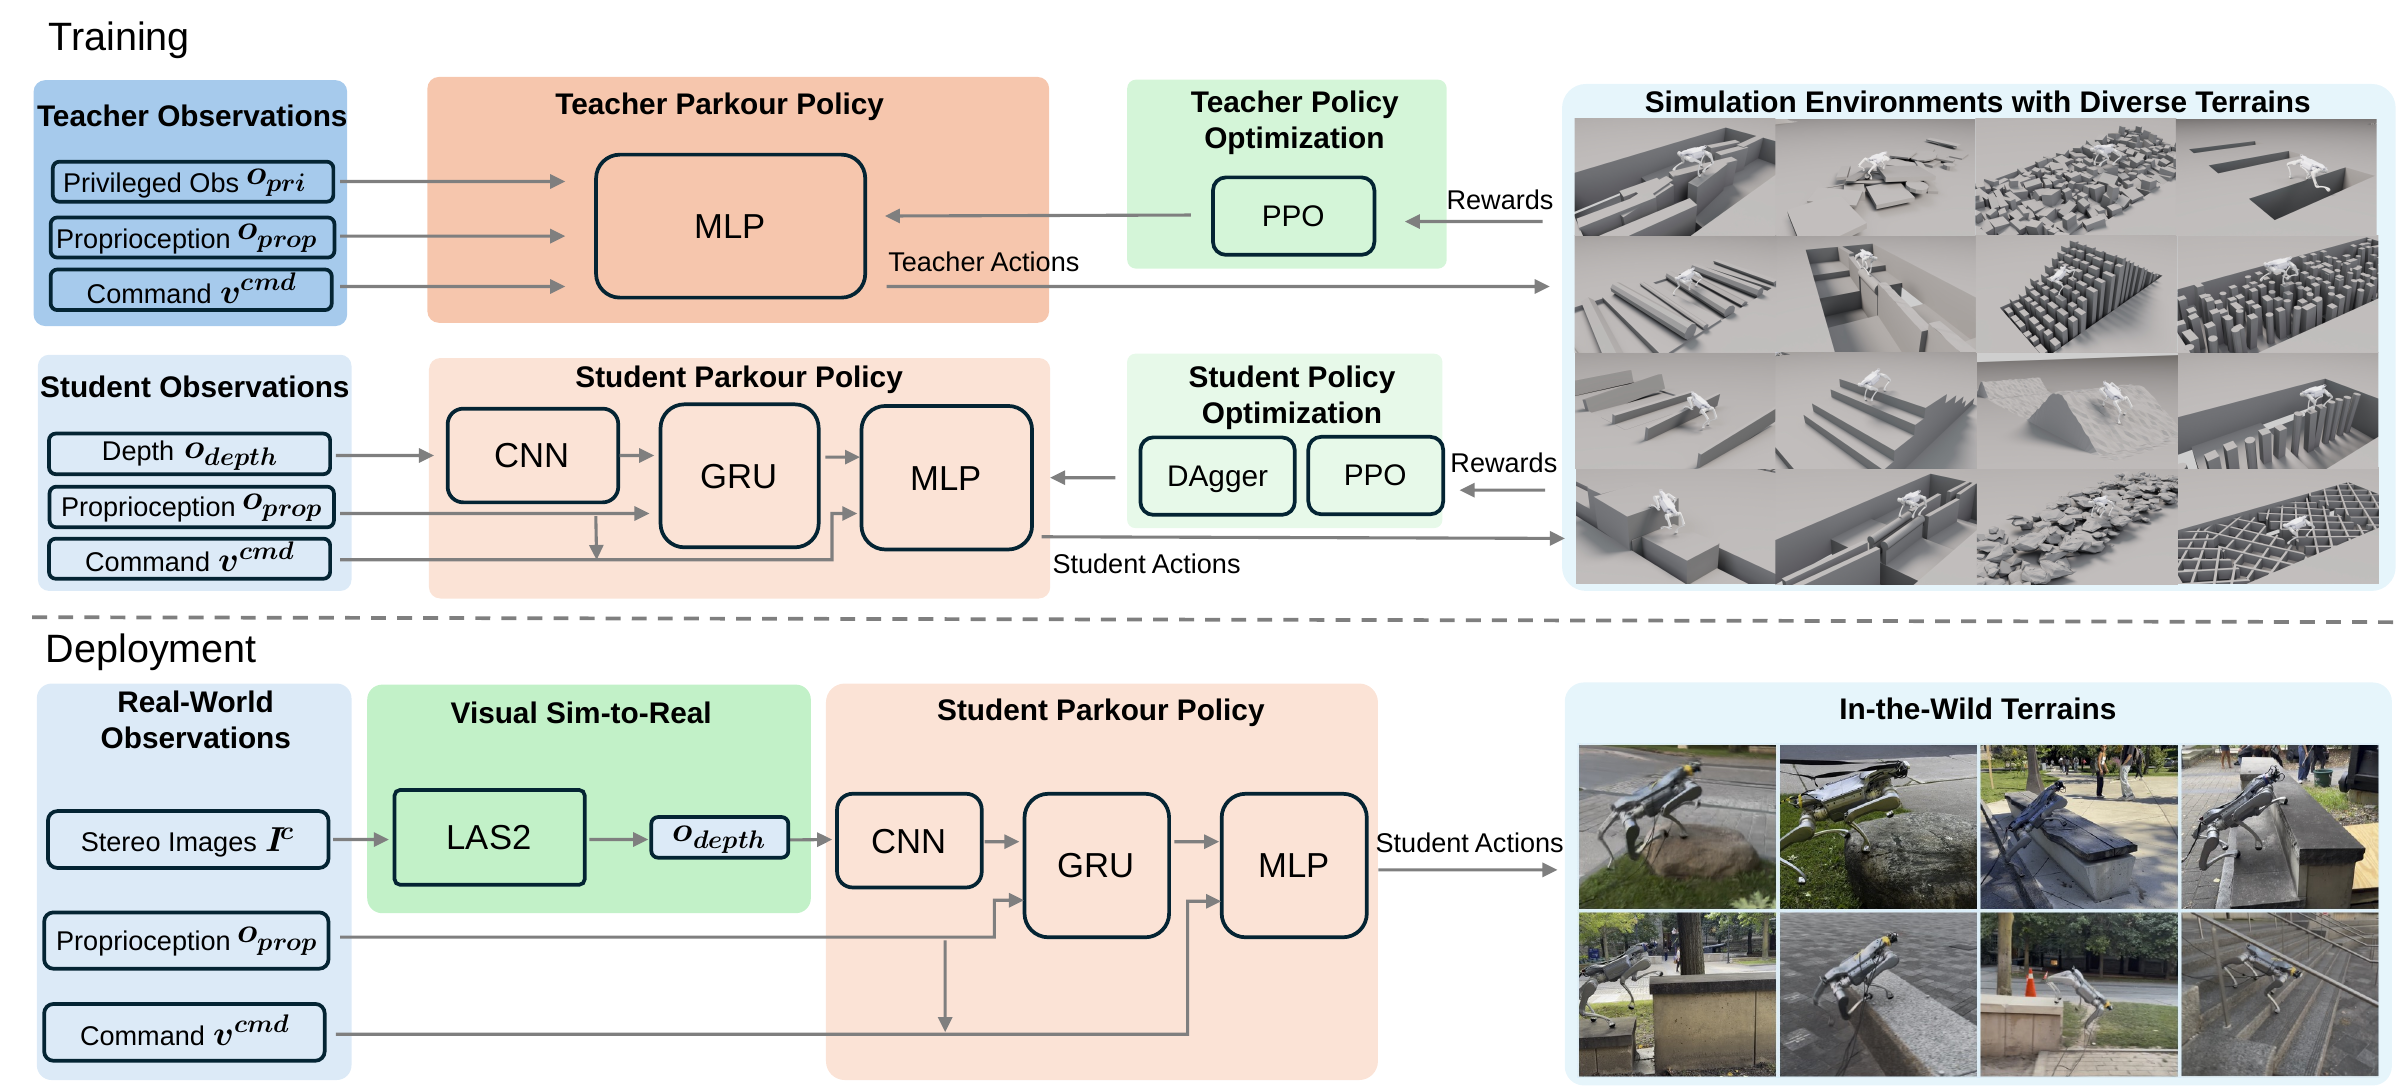 Training
Teacher Observations
Privileged Obs o_pri
Proprioception o_prop
Command v^cmd
Teacher Parkour Policy
MLP
Teacher Actions
Teacher Policy
Optimization
PPO
Rewards
Simulation Environments with Diverse Terrains
Student Observations
Depth o_depth
Proprioception o_prop
Command v^cmd
Student Parkour Policy
CNN
GRU
MLP
Student Policy
Optimization
DAgger
PPO
Rewards
Student Actions
Deployment
Real-World
Observations
Stereo Images I^c
Proprioception o_prop
Command v^cmd
Visual Sim-to-Real
LAS2
o_depth
Student Parkour Policy
CNN
GRU
MLP
Student Actions
In-the-Wild Terrains